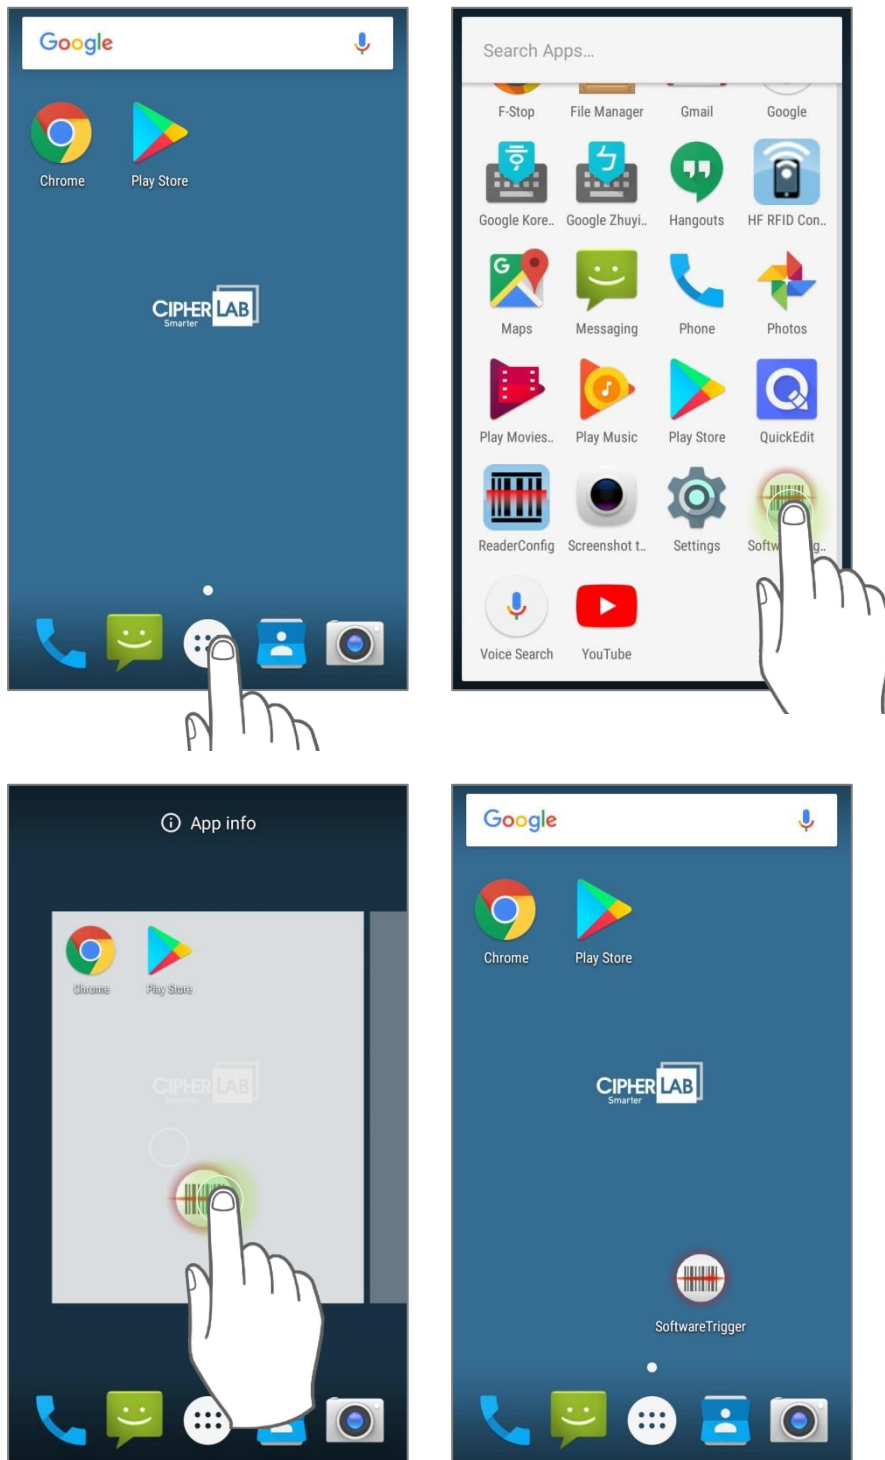 Google
Chrome
Play Store
CIPHERLAB
Smarter
Search Apps...
F-Stop
File Manager
Gmail
Google
Google Kore..
Google Zhuyi..
Hangouts
HF RFID Con..
G
Maps
Messaging
Phone
Photos
Play Movies..
Play Music
Play Store
QuickEdit
ReaderConfig
Screenshot t..
Settings
Voice Search
YouTube
App info
Chrome
Play Store
CIPHERLAB
Smarter
Google
Chrome
Play Store
CIPHERLAB
Smarter
SoftwareTrigger